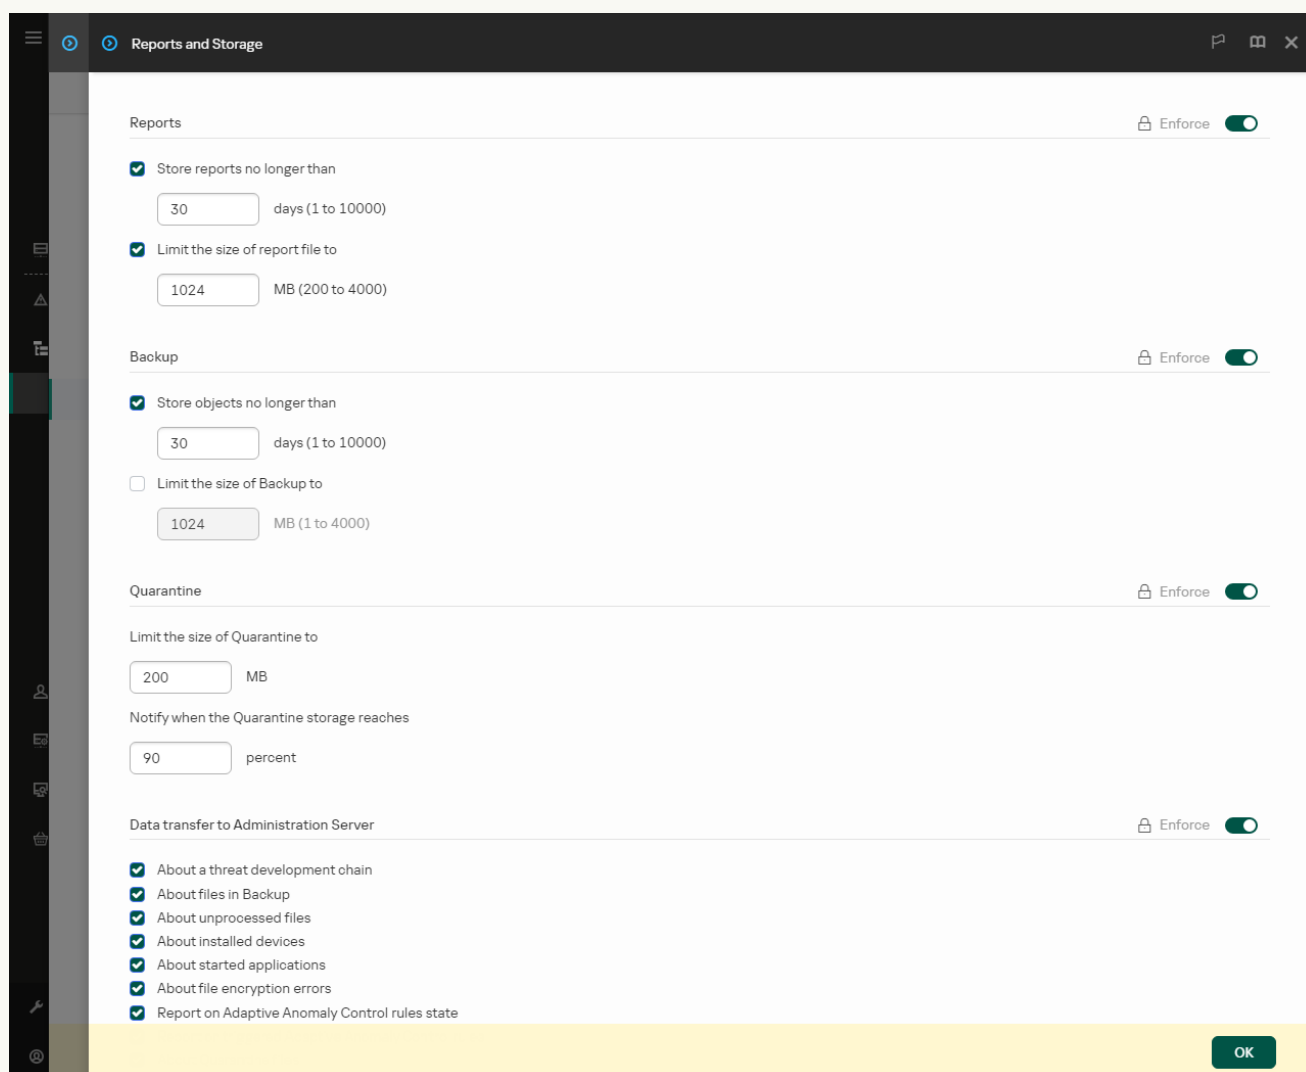 Reports and Storage
Reports
Enforce
Store reports no longer than
30 days (1 to 10000)
Limit the size of report file to
1024 MB (200 to 4000)
Backup
Enforce
Store objects no longer than
30 days (1 to 10000)
Limit the size of Backup to
1024 MB (1 to 4000)
Quarantine
Enforce
Limit the size of Quarantine to
200 MB
Notify when the Quarantine storage reaches
90 percent
Data transfer to Administration Server
Enforce
About a threat development chain
About files in Backup
About unprocessed files
About installed devices
About started applications
About file encryption errors
Report on Adaptive Anomaly Control rules state
OK